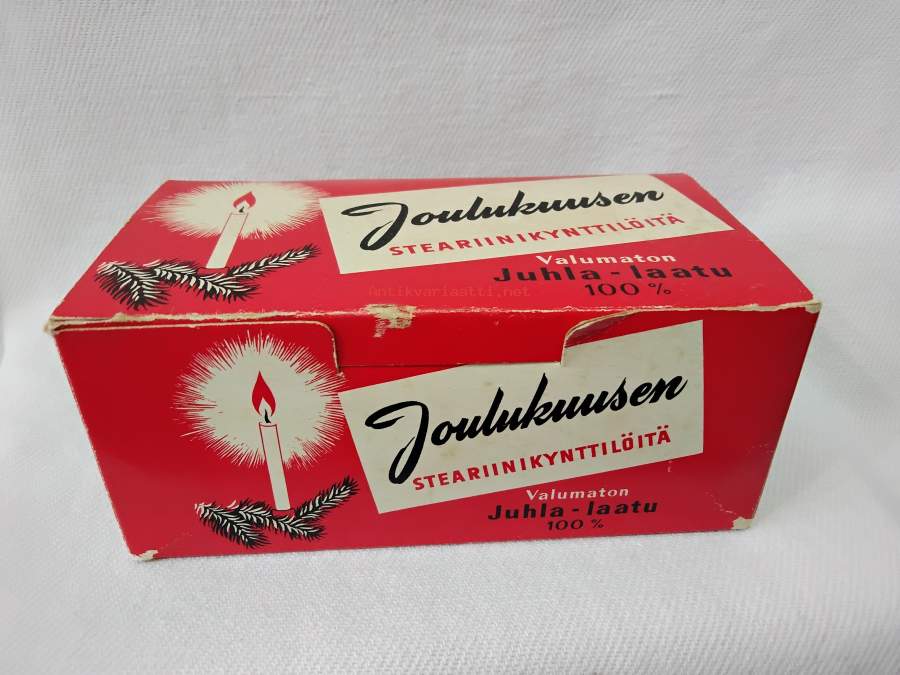 Joulukuusen
STEARIINIKYNTTILÖITÄ
Valumaton
Juhla-laatu
100 %
Antikvariaatti.net
Joulukuusen
STEARIINIKYNTTILÖITÄ
Valumaton
Juhla-laatu
100 %